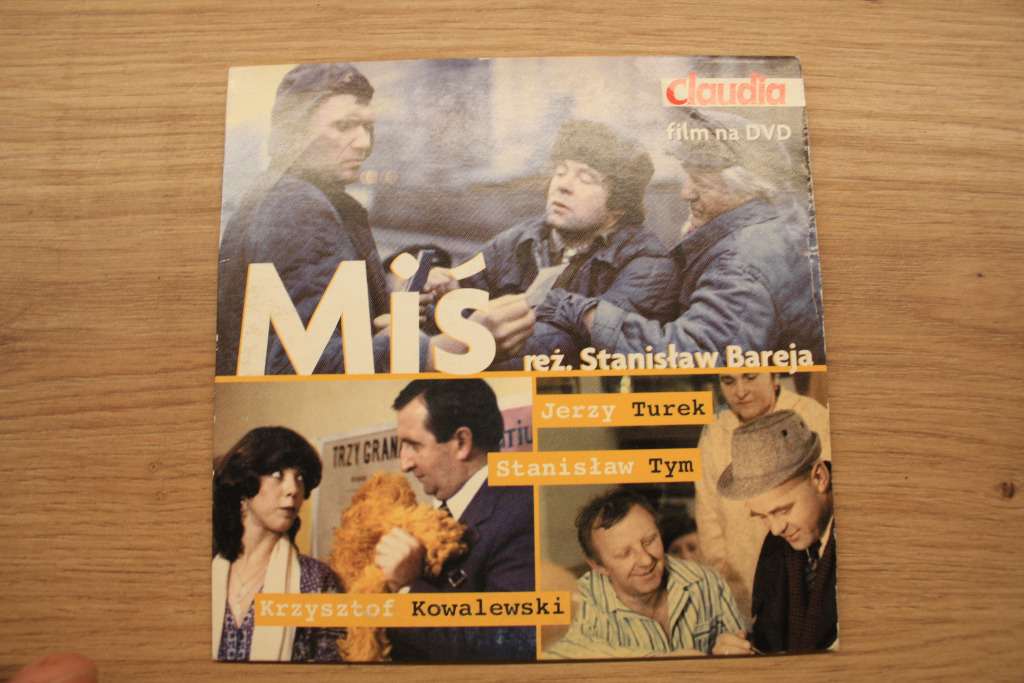 claudia
film na DVD
Miś
reż. Stanisław Bareja
Jerzy Turek
TRZY GRAN
Stanisław Tym
Krzysztof Kowalewski